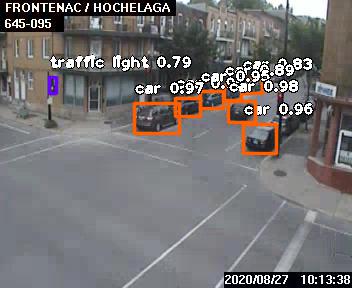 FRONTENAC / HOCHELAGA
645-095
traffic light 0.79
car 0.97
car 0.98
car 0.96
2020/08/27 10:13:38